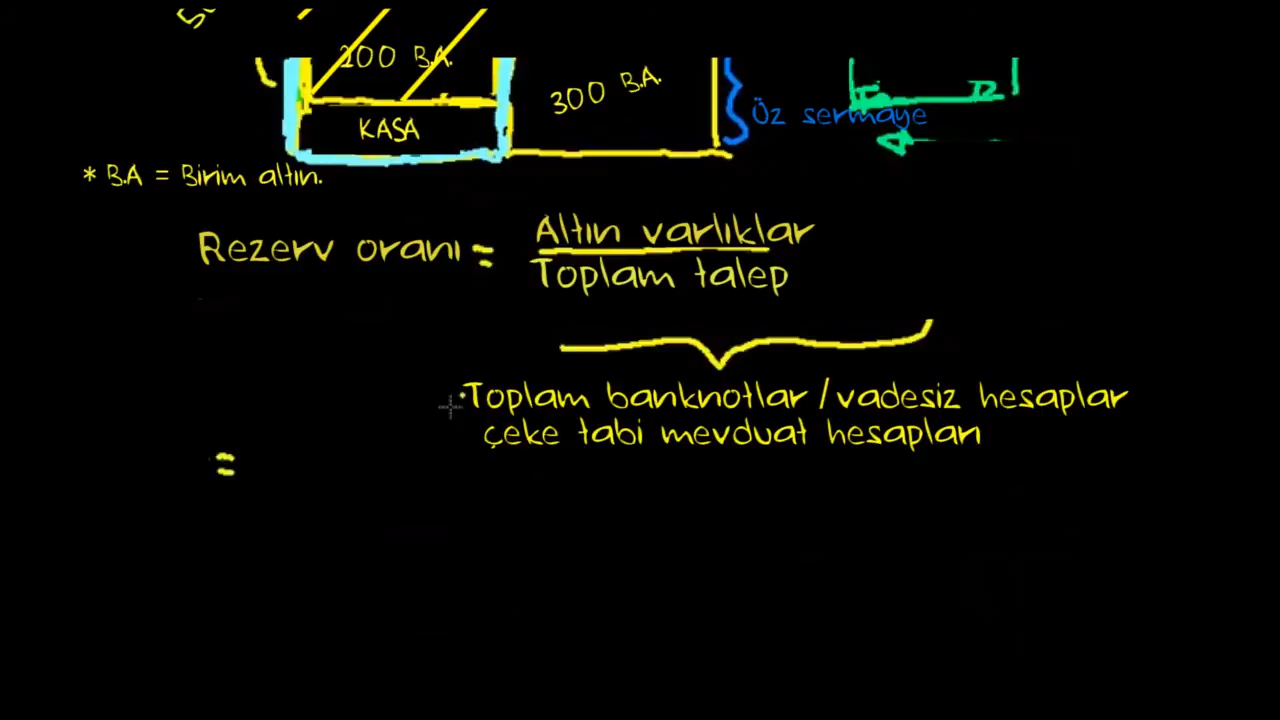 200 B.A.
300 B.A.
KASA
Öz sermaye
* B.A = Birim altın.
Rezerv oranı = Altın varlıklar
Toplam talep
Toplam banknotlar / vadesiz hesaplar
çeke tabi mevduat hesapları
=